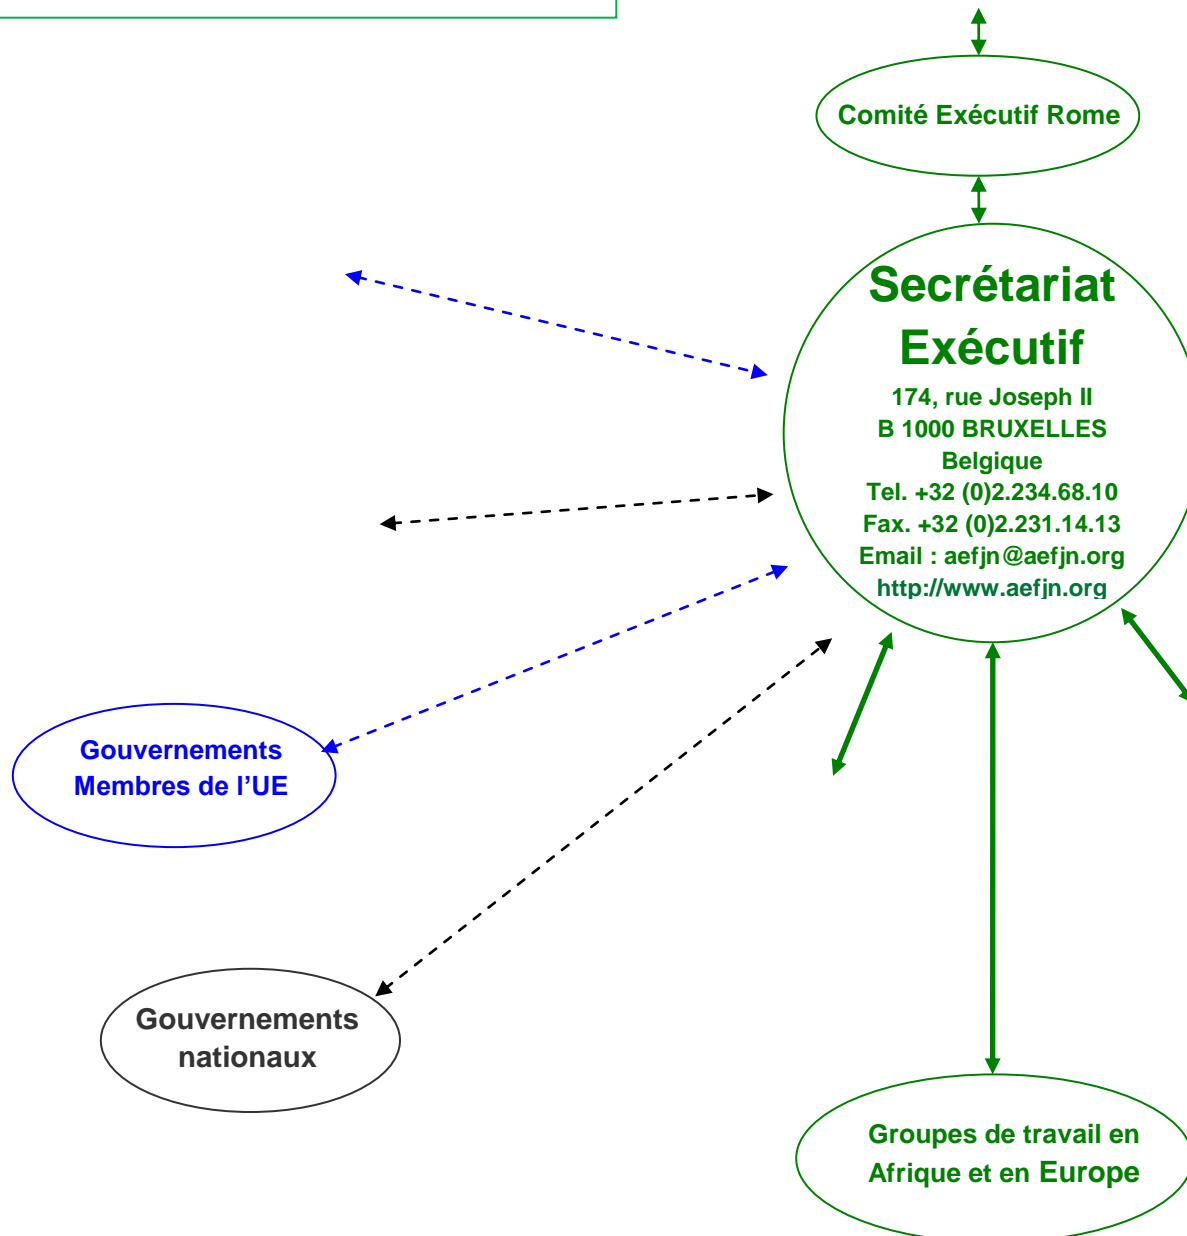 Comité Exécutif Rome
Secrétariat
Exécutif
174, rue Joseph II
B 1000 BRUXELLES
Belgique
Tel. +32 (0)2.234.68.10
Fax. +32 (0)2.231.14.13
Email : aefjn@aefjn.org
http://www.aefjn.org
Gouvernements
Membres de l’UE
Gouvernements
nationaux
Groupes de travail en
Afrique et en Europe